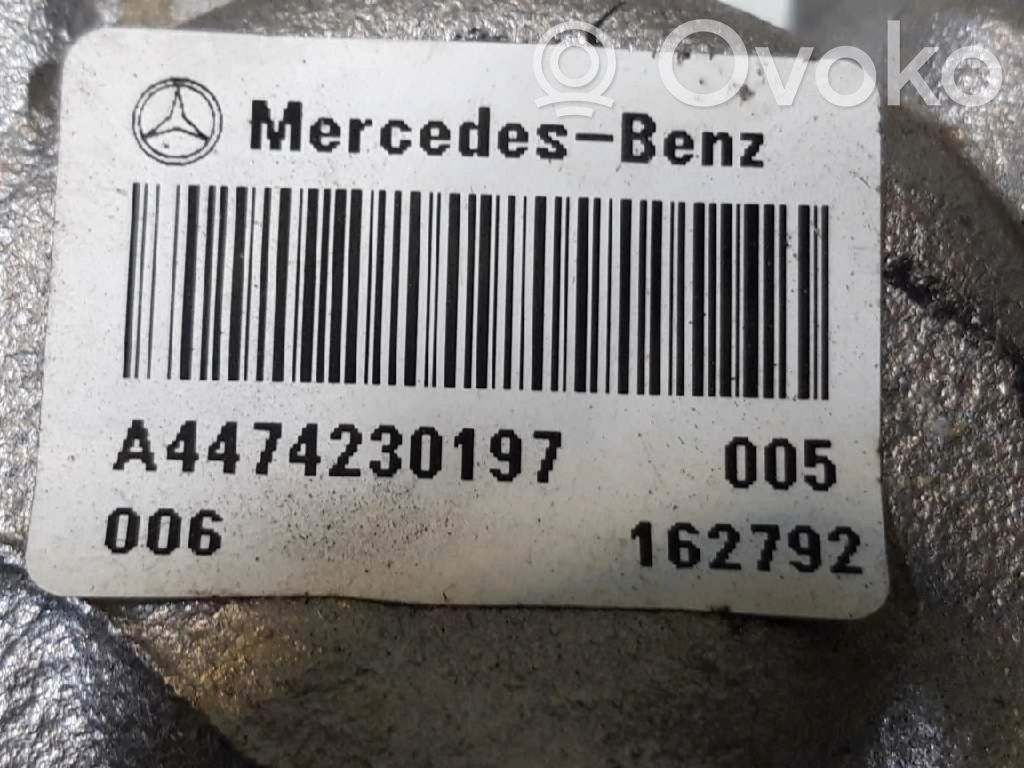 Ovoko
Mercedes-Benz
A4474230197 005
006 162792